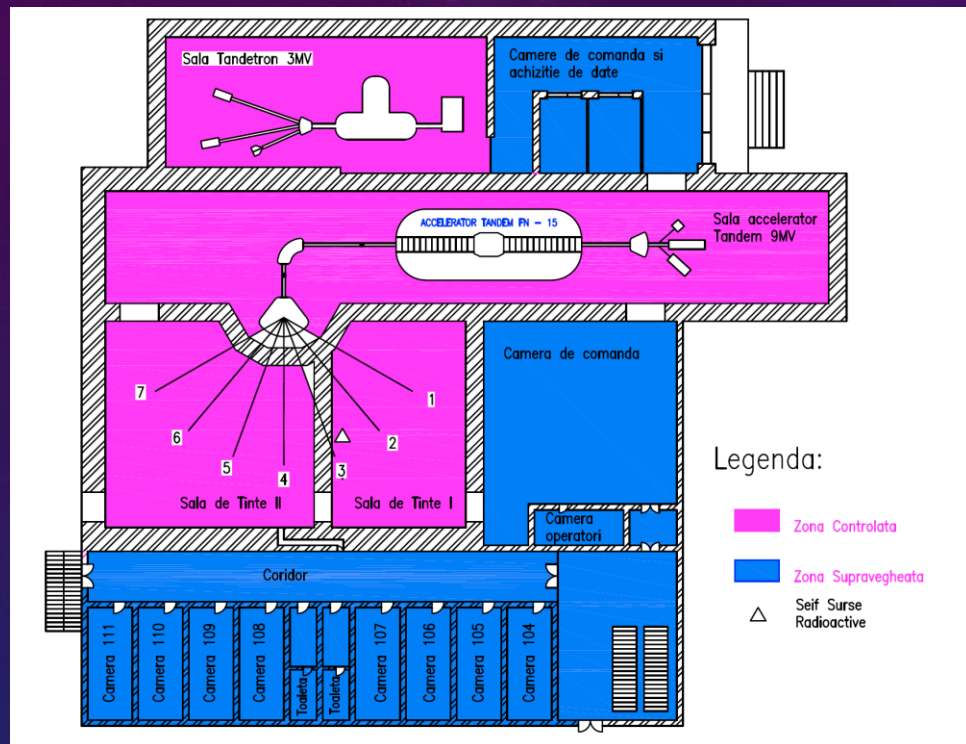 Sala Tandetron 3MV
Camere de comanda si
achizitie de date
ACCELERATOR TANDEM FN - 15
Sala accelerator
Tandem 9MV
Camera de comanda
7
6
5
4
3
2
1
Sala de Tinte II
Sala de Tinte I
Camera
operatori
Coridor
Camera 111
Camera 110
Camera 109
Camera 108
Toaleta
Toaleta
Camera 107
Camera 106
Camera 105
Camera 104
Legenda:
Zona Controlata
Zona Supravegheata
Seif Surse
Radioactive